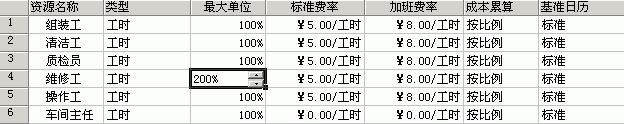 资源名称 类型 最大单位 标准费率 加班费率 成本累算 基准日历
1 组装工 工时 100% ￥5.00/工时 ￥8.00/工时 按比例 标准
2 清洁工 工时 100% ￥5.00/工时 ￥8.00/工时 按比例 标准
3 质检员 工时 100% ￥5.00/工时 ￥8.00/工时 按比例 标准
4 维修工 工时 200% ￥5.00/工时 ￥8.00/工时 按比例 标准
5 操作工 工时 100% ￥5.00/工时 ￥8.00/工时 按比例 标准
6 车间主任 工时 100% ￥0.00/工时 ￥0.00/工时 按比例 标准